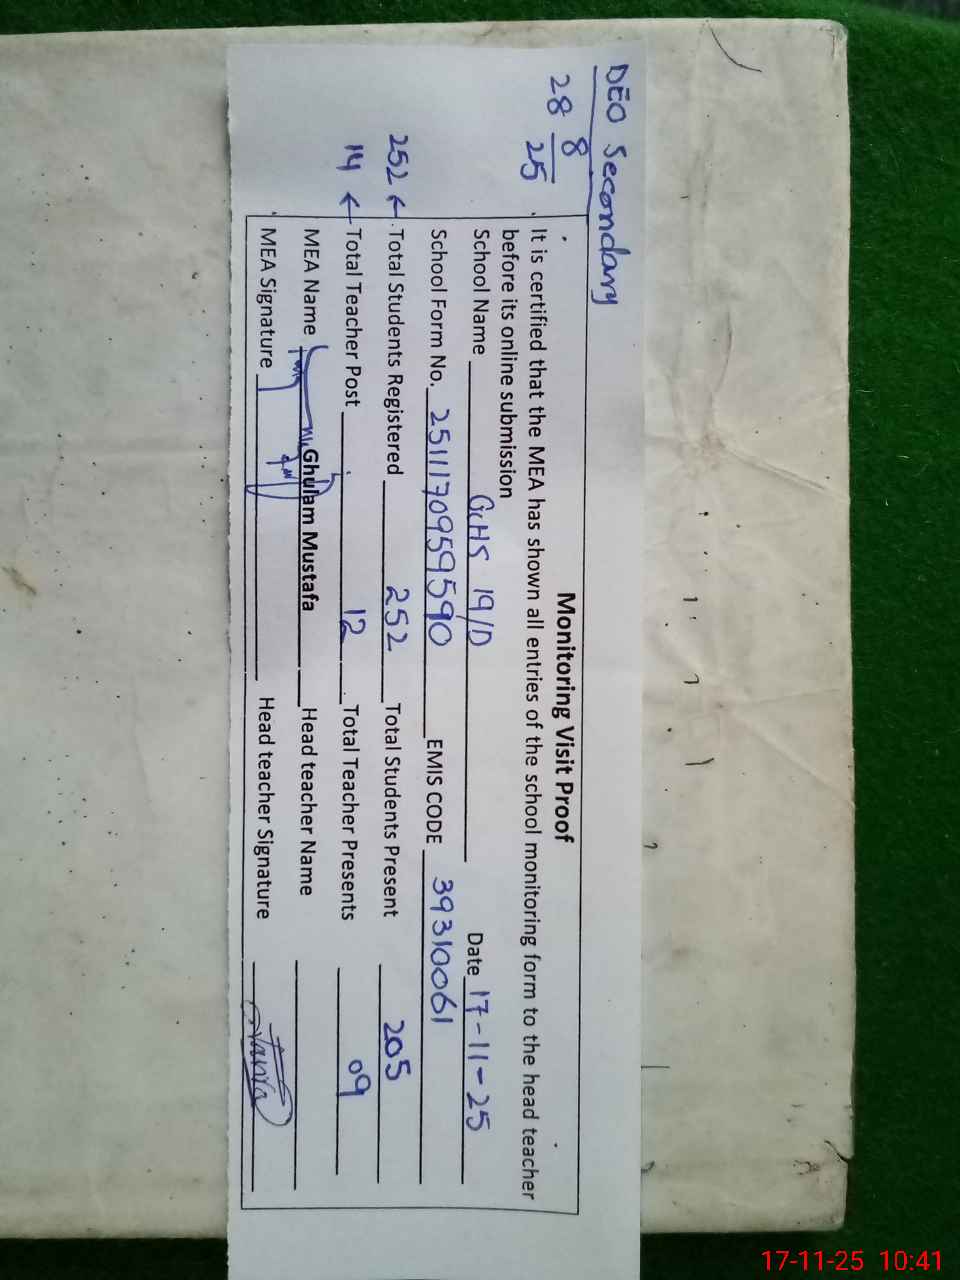 DEO Secondary
28 8
25
Monitoring Visit Proof
It is certified that the MEA has shown all entries of the school monitoring form to the head teacher
before its online submission
School Name GHS 19/D Date 17-11-25
School Form No. 2511170959590 EMIS CODE 39310061
252 ← Total Students Registered 252 Total Students Present 205
14 ← Total Teacher Post 12 Total Teacher Presents 09
MEA Name Ghulam Mustafa Head teacher Name
MEA Signature Head teacher Signature
17-11-25 10:41